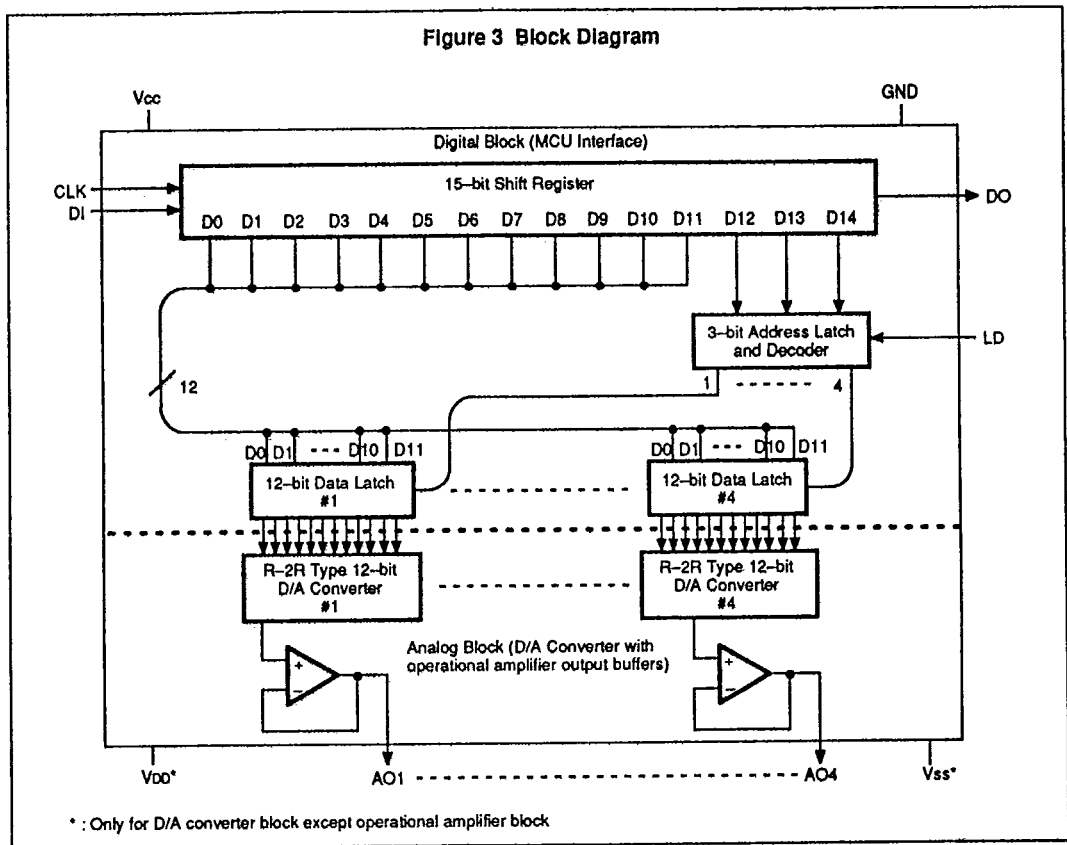 Figure 3 Block Diagram
Vcc
GND
Digital Block (MCU Interface)
15-bit Shift Register
CLK
DI
DO
D0 D1 D2 D3 D4 D5 D6 D7 D8 D9 D10 D11 D12 D13 D14
3-bit Address Latch
and Decoder
LD
12
1
4
D0 D1 D10 D11
D0 D1 D10 D11
12-bit Data Latch
#1
12-bit Data Latch
#4
R-2R Type 12-bit
D/A Converter
#1
R-2R Type 12-bit
D/A Converter
#4
Analog Block (D/A Converter with
operational amplifier output buffers)
+
−
+
−
VDD*
AO1
AO4
Vss*
* : Only for D/A converter block except operational amplifier block